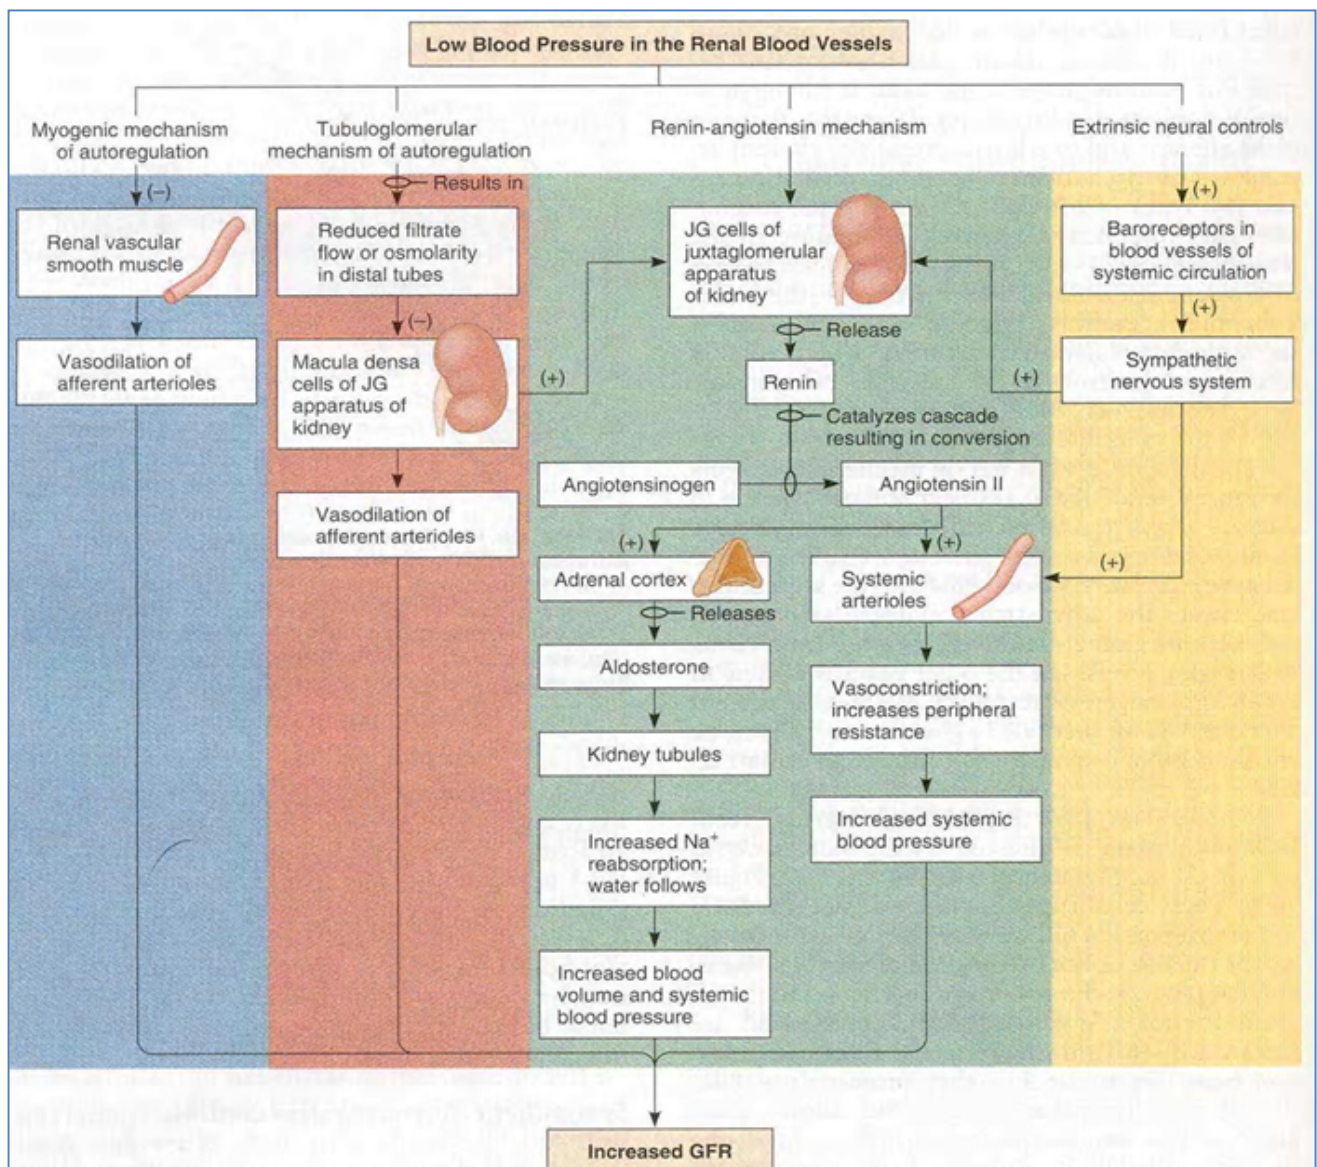 Low Blood Pressure in the Renal Blood Vessels
Myogenic mechanism
of autoregulation
Tubuloglomerular
mechanism of autoregulation
Renin-angiotensin mechanism
Extrinsic neural controls
(–)
Results in
(+)
Renal vascular
smooth muscle
Reduced filtrate
flow or osmolarity
in distal tubes
JG cells of
juxtaglomerular
apparatus
of kidney
Baroreceptors in
blood vessels of
systemic circulation
(–)
Release
(+)
Vasodilation of
afferent arterioles
Macula densa
cells of JG
apparatus of
kidney
(+)
Renin
(+)
Sympathetic
nervous system
Catalyzes cascade
resulting in conversion
Angiotensinogen
Angiotensin II
Vasodilation of
afferent arterioles
(+)
(+)
(+)
Adrenal cortex
Systemic
arterioles
Releases
Aldosterone
Vasoconstriction;
increases peripheral
resistance
Kidney tubules
Increased Na+
reabsorption;
water follows
Increased systemic
blood pressure
Increased blood
volume and systemic
blood pressure
Increased GFR